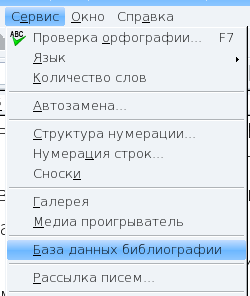 Сервис Окно Справка
ABC Проверка орфографии... F7
Язык
Количество слов
Автозамена...
Структура нумерации...
Нумерация строк...
Сноски
Галерея
Медиа проигрыватель
База данных библиографии
Рассылка писем...